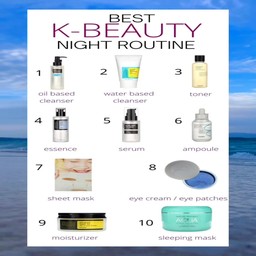 BEST
K-BEAUTY
NIGHT ROUTINE
1
2
3
oil based
cleanser
water based
cleanser
toner
4
5
6
essence
serum
ampoule
7
8
sheet mask
eye cream / eye patches
9
10
moisturizer
sleeping mask